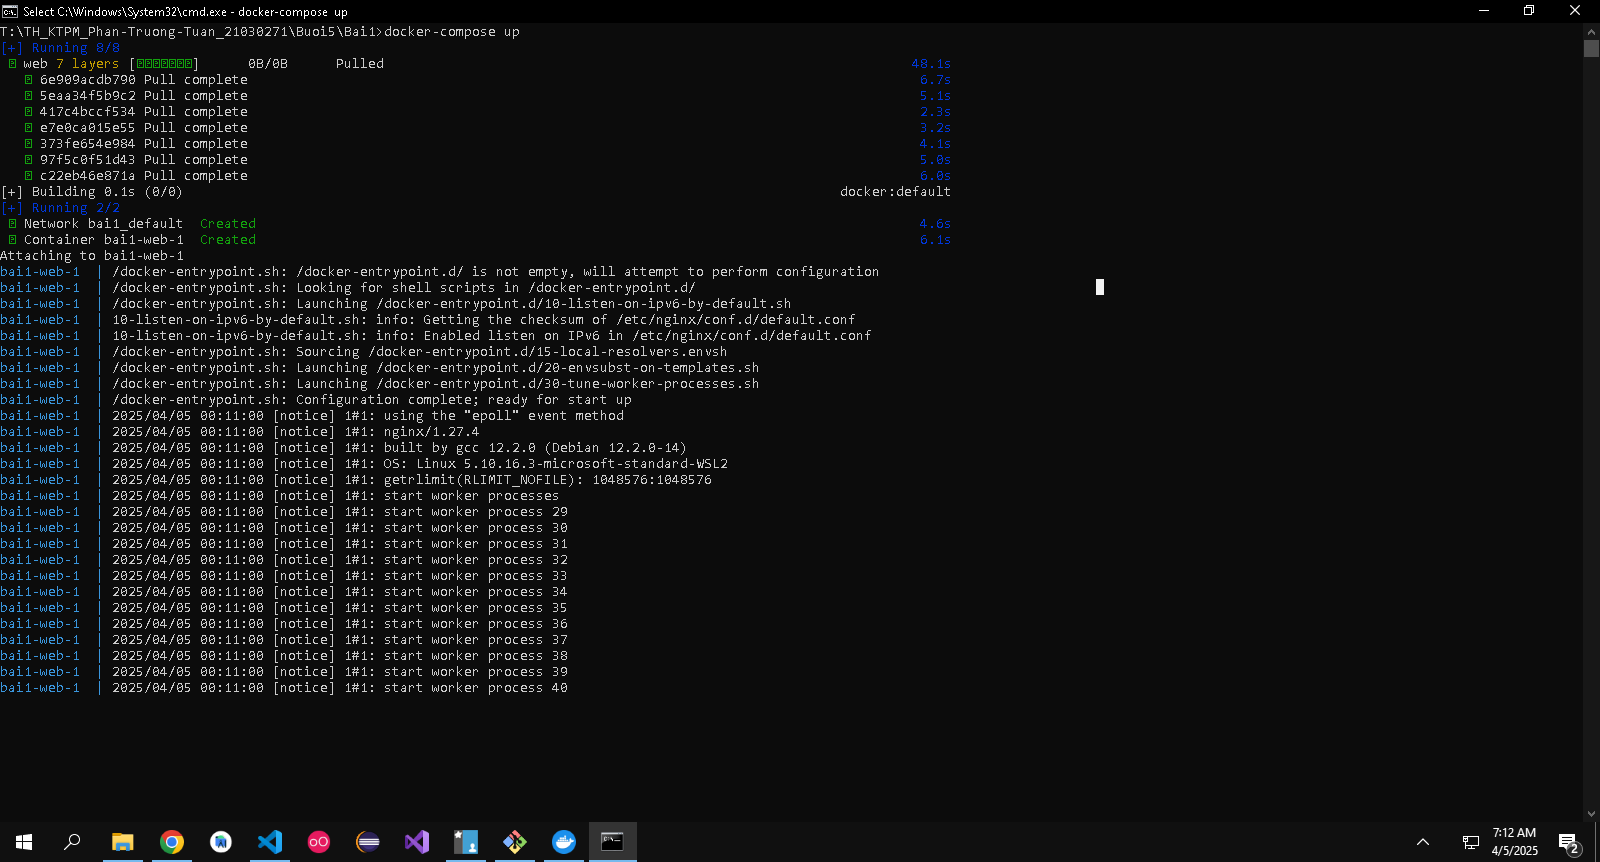 Select C:\Windows\System32\cmd.exe - docker-compose up
T:\TH_KTPM_Phan-Truong-Tuan_21030271\Buoi5\Bai1>docker-compose up
[+] Running 8/8
web 7 layers [⍰⍰⍰⍰⍰⍰⍰] 0B/0B Pulled 48.1s
6e909acdb790 Pull complete 6.7s
5eaa34f5b9c2 Pull complete 5.1s
417c4bccf534 Pull complete 2.3s
e7e0ca015e55 Pull complete 3.2s
373fe654e984 Pull complete 4.1s
97f5c0f51d43 Pull complete 5.0s
c22eb46e871a Pull complete 6.0s
[+] Building 0.1s (0/0) docker:default
[+] Running 2/2
Network bai1_default Created 4.6s
Container bai1-web-1 Created 6.1s
Attaching to bai1-web-1
bai1-web-1 | /docker-entrypoint.sh: /docker-entrypoint.d/ is not empty, will attempt to perform configuration
bai1-web-1 | /docker-entrypoint.sh: Looking for shell scripts in /docker-entrypoint.d/
bai1-web-1 | /docker-entrypoint.sh: Launching /docker-entrypoint.d/10-listen-on-ipv6-by-default.sh
bai1-web-1 | 10-listen-on-ipv6-by-default.sh: info: Getting the checksum of /etc/nginx/conf.d/default.conf
bai1-web-1 | 10-listen-on-ipv6-by-default.sh: info: Enabled listen on IPv6 in /etc/nginx/conf.d/default.conf
bai1-web-1 | /docker-entrypoint.sh: Sourcing /docker-entrypoint.d/15-local-resolvers.envsh
bai1-web-1 | /docker-entrypoint.sh: Launching /docker-entrypoint.d/20-envsubst-on-templates.sh
bai1-web-1 | /docker-entrypoint.sh: Launching /docker-entrypoint.d/30-tune-worker-processes.sh
bai1-web-1 | /docker-entrypoint.sh: Configuration complete; ready for start up
bai1-web-1 | 2025/04/05 00:11:00 [notice] 1#1: using the "epoll" event method
bai1-web-1 | 2025/04/05 00:11:00 [notice] 1#1: nginx/1.27.4
bai1-web-1 | 2025/04/05 00:11:00 [notice] 1#1: built by gcc 12.2.0 (Debian 12.2.0-14)
bai1-web-1 | 2025/04/05 00:11:00 [notice] 1#1: OS: Linux 5.10.16.3-microsoft-standard-WSL2
bai1-web-1 | 2025/04/05 00:11:00 [notice] 1#1: getrlimit(RLIMIT_NOFILE): 1048576:1048576
bai1-web-1 | 2025/04/05 00:11:00 [notice] 1#1: start worker processes
bai1-web-1 | 2025/04/05 00:11:00 [notice] 1#1: start worker process 29
bai1-web-1 | 2025/04/05 00:11:00 [notice] 1#1: start worker process 30
bai1-web-1 | 2025/04/05 00:11:00 [notice] 1#1: start worker process 31
bai1-web-1 | 2025/04/05 00:11:00 [notice] 1#1: start worker process 32
bai1-web-1 | 2025/04/05 00:11:00 [notice] 1#1: start worker process 33
bai1-web-1 | 2025/04/05 00:11:00 [notice] 1#1: start worker process 34
bai1-web-1 | 2025/04/05 00:11:00 [notice] 1#1: start worker process 35
bai1-web-1 | 2025/04/05 00:11:00 [notice] 1#1: start worker process 36
bai1-web-1 | 2025/04/05 00:11:00 [notice] 1#1: start worker process 37
bai1-web-1 | 2025/04/05 00:11:00 [notice] 1#1: start worker process 38
bai1-web-1 | 2025/04/05 00:11:00 [notice] 1#1: start worker process 39
bai1-web-1 | 2025/04/05 00:11:00 [notice] 1#1: start worker process 40
7:12 AM
4/5/2025
2